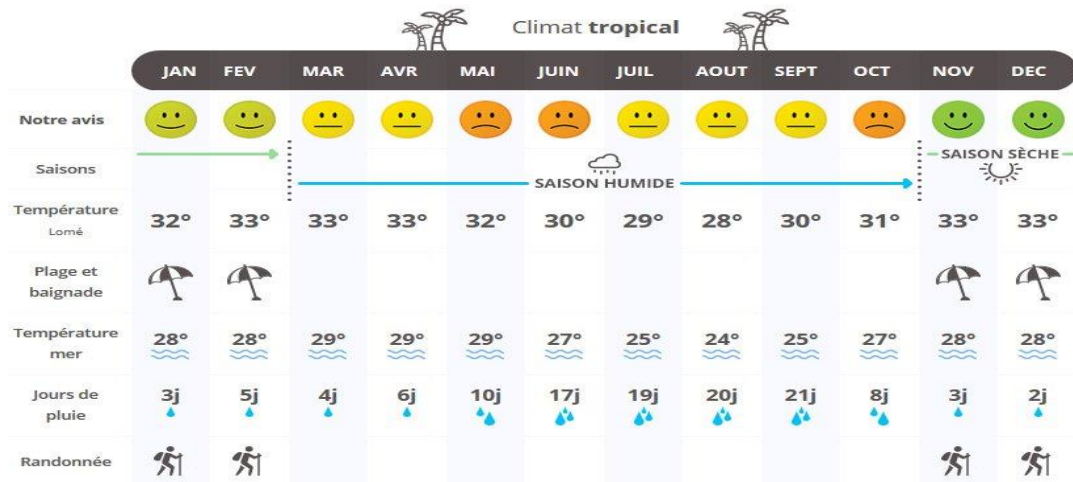 Climat tropical
JAN FEV MAR AVR MAI JUIN JUIL AOUT SEPT OCT NOV DEC
Notre avis
Saisons
SAISON HUMIDE
SAISON SÈCHE
Température
Lomé
32° 33° 33° 33° 32° 30° 29° 28° 30° 31° 33° 33°
Plage et
baignade
Température
mer
28° 28° 29° 29° 29° 27° 25° 24° 25° 27° 28° 28°
Jours de
pluie
3j 5j 4j 6j 10j 17j 19j 20j 21j 8j 3j 2j
Randonnée